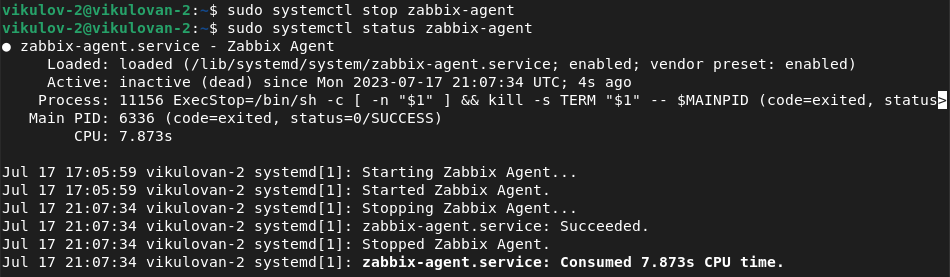 vikulov-2@vikulovan-2:~$ sudo systemctl stop zabbix-agent
vikulov-2@vikulovan-2:~$ sudo systemctl status zabbix-agent
● zabbix-agent.service - Zabbix Agent
     Loaded: loaded (/lib/systemd/system/zabbix-agent.service; enabled; vendor preset: enabled)
     Active: inactive (dead) since Mon 2023-07-17 21:07:34 UTC; 4s ago
    Process: 11156 ExecStop=/bin/sh -c [ -n "$1" ] && kill -s TERM "$1" -- $MAINPID (code=exited, status>
   Main PID: 6336 (code=exited, status=0/SUCCESS)
        CPU: 7.873s

Jul 17 17:05:59 vikulovan-2 systemd[1]: Starting Zabbix Agent...
Jul 17 17:05:59 vikulovan-2 systemd[1]: Started Zabbix Agent.
Jul 17 21:07:34 vikulovan-2 systemd[1]: Stopping Zabbix Agent...
Jul 17 21:07:34 vikulovan-2 systemd[1]: zabbix-agent.service: Succeeded.
Jul 17 21:07:34 vikulovan-2 systemd[1]: Stopped Zabbix Agent.
Jul 17 21:07:34 vikulovan-2 systemd[1]: zabbix-agent.service: Consumed 7.873s CPU time.